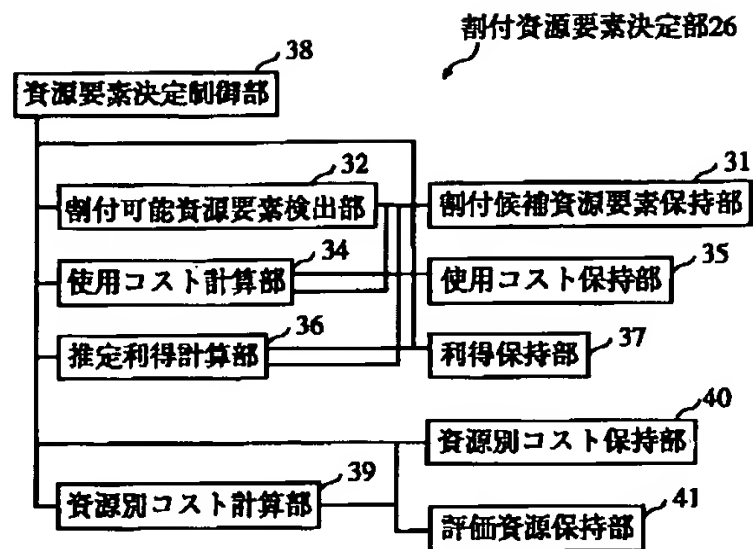 割付資源要素決定部26
38
資源要素決定制御部
32
31
割付可能資源要素検出部
割付候補資源要素保持部
34
35
使用コスト計算部
使用コスト保持部
36
37
推定利得計算部
利得保持部
40
資源別コスト保持部
39
資源別コスト計算部
41
評価資源保持部